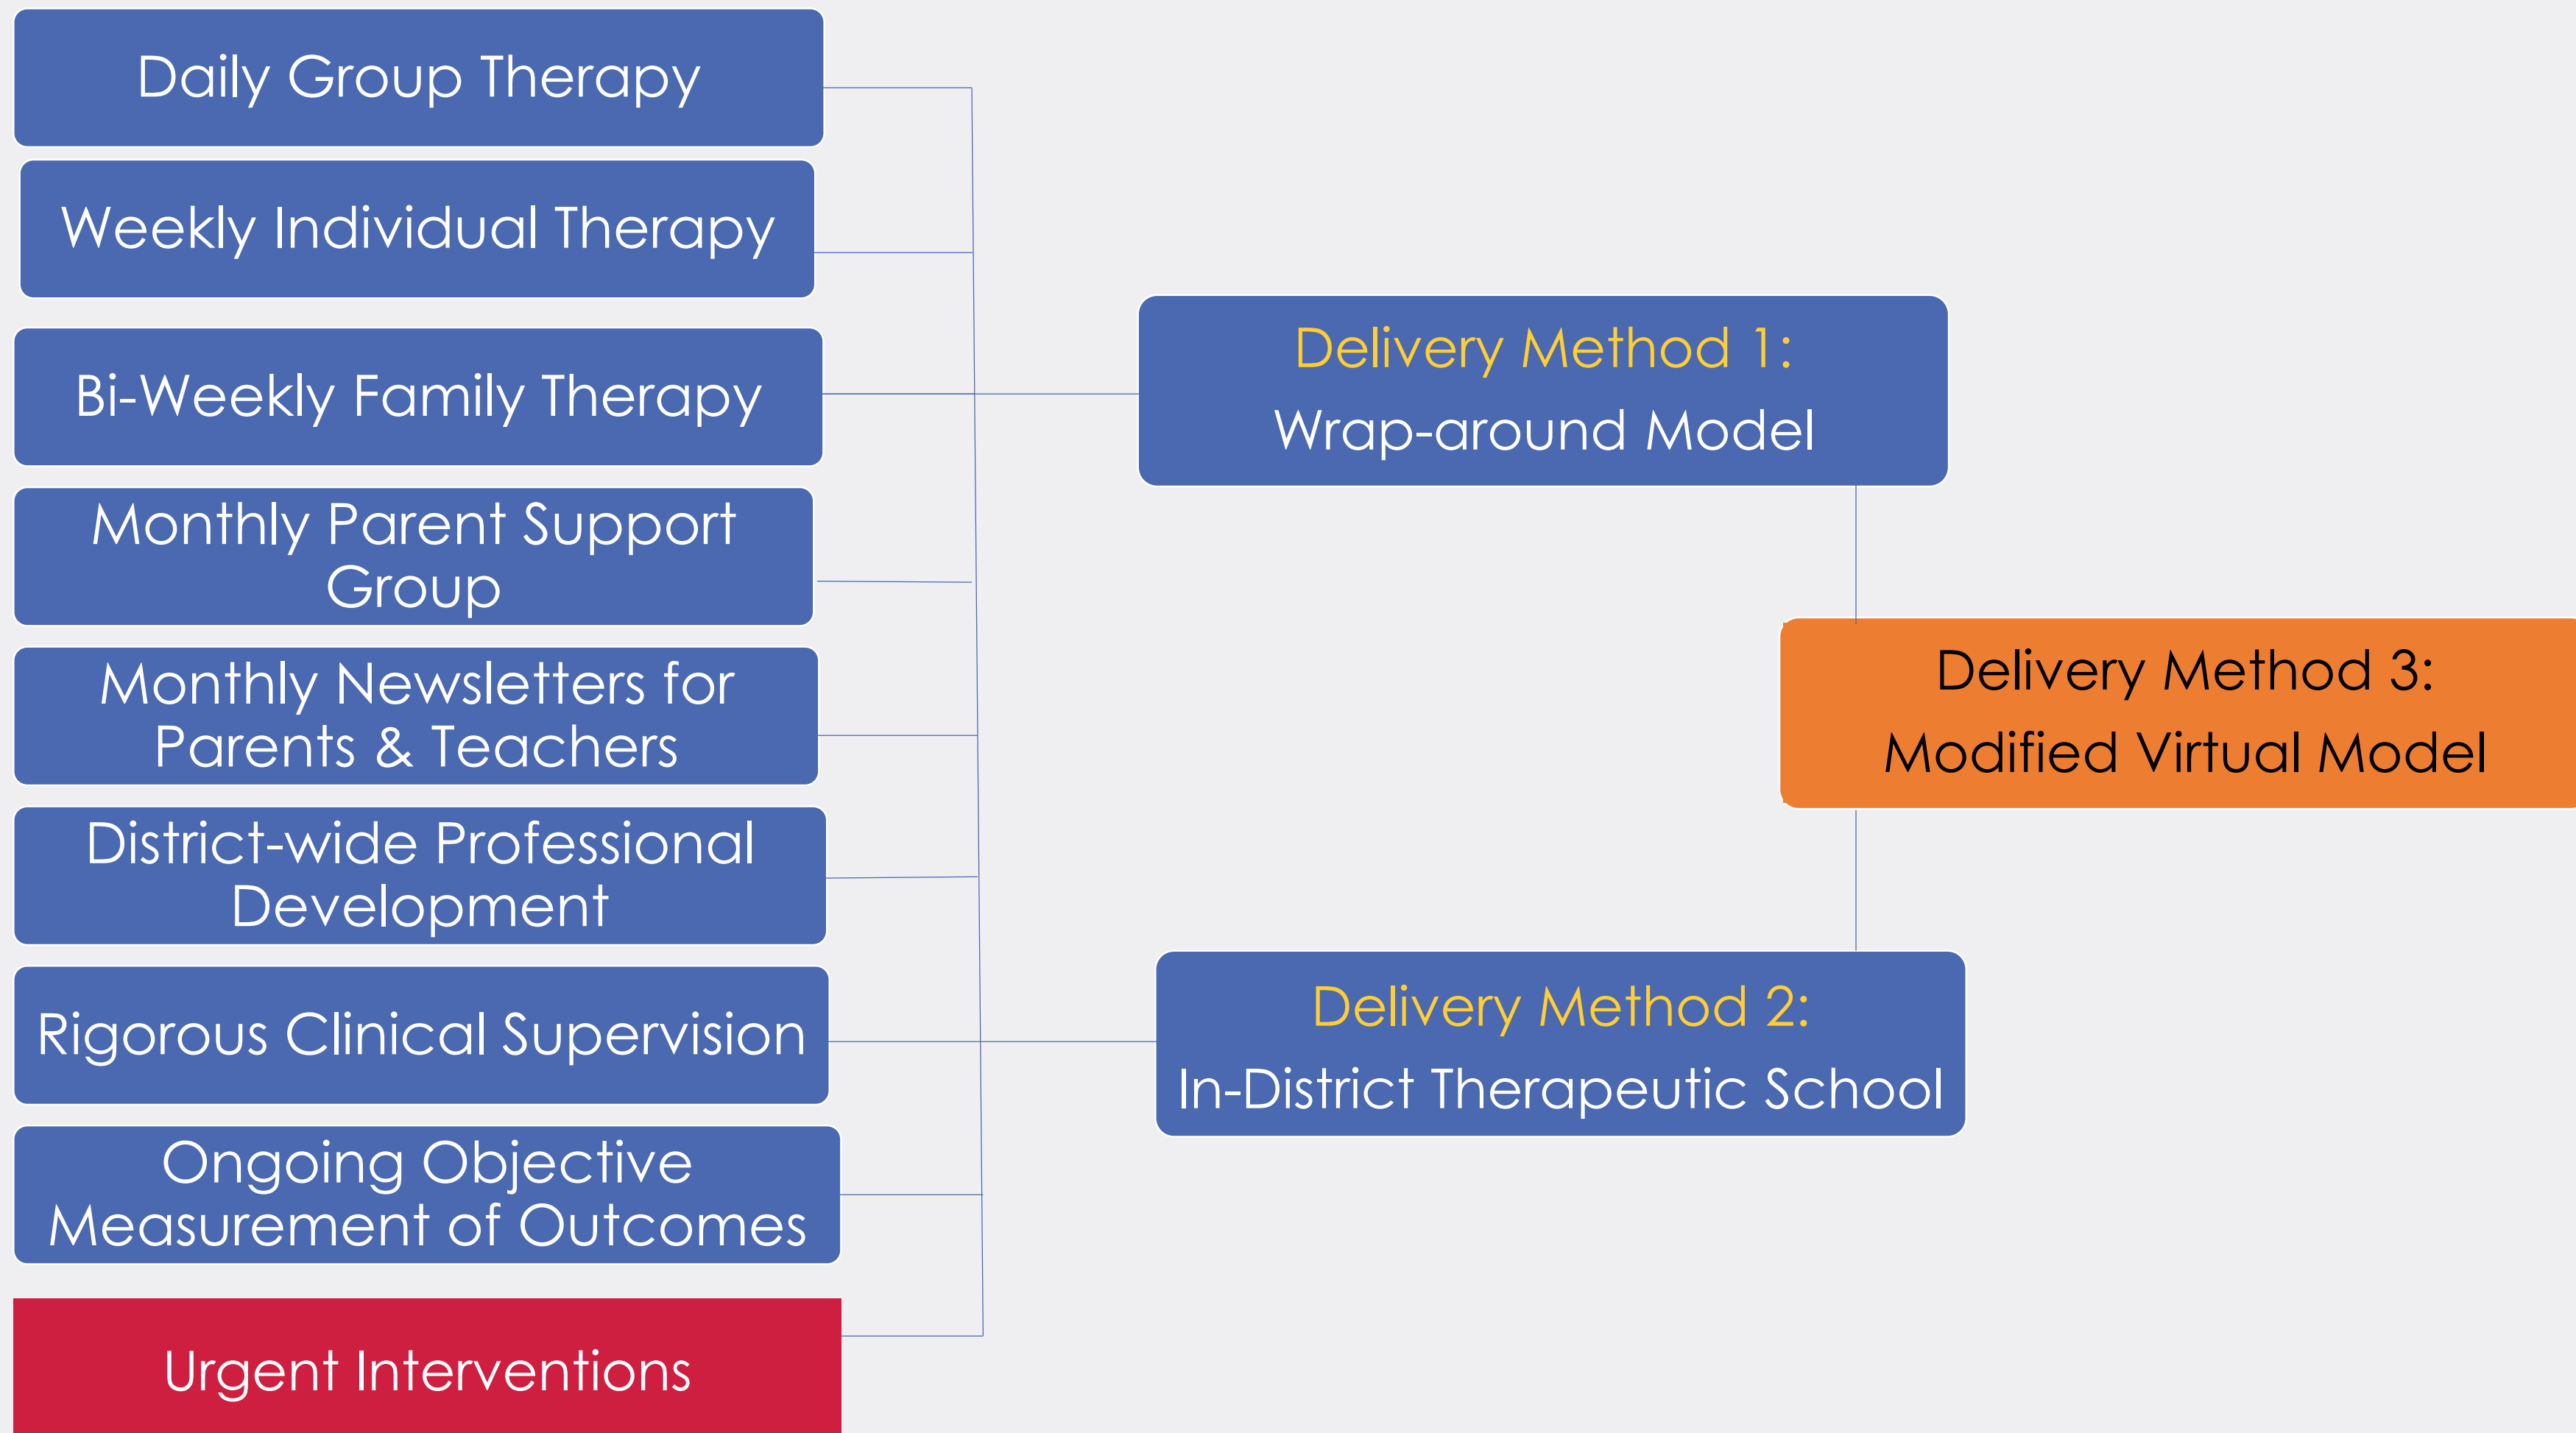 Daily Group Therapy
Weekly Individual Therapy
Bi-Weekly Family Therapy
Monthly Parent Support
Group
Monthly Newsletters for
Parents & Teachers
District-wide Professional
Development
Rigorous Clinical Supervision
Ongoing Objective
Measurement of Outcomes
Urgent Interventions
Delivery Method 1:
Wrap-around Model
Delivery Method 2:
In-District Therapeutic School
Delivery Method 3:
Modified Virtual Model